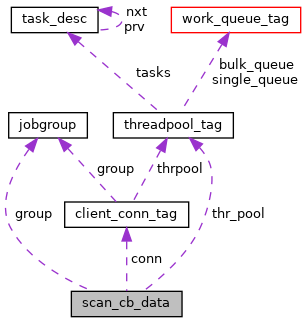 task_desc
nxt
prv
work_queue_tag
tasks
bulk_queue
single_queue
jobgroup
threadpool_tag
group
thrpool
group
client_conn_tag
thr_pool
conn
scan_cb_data